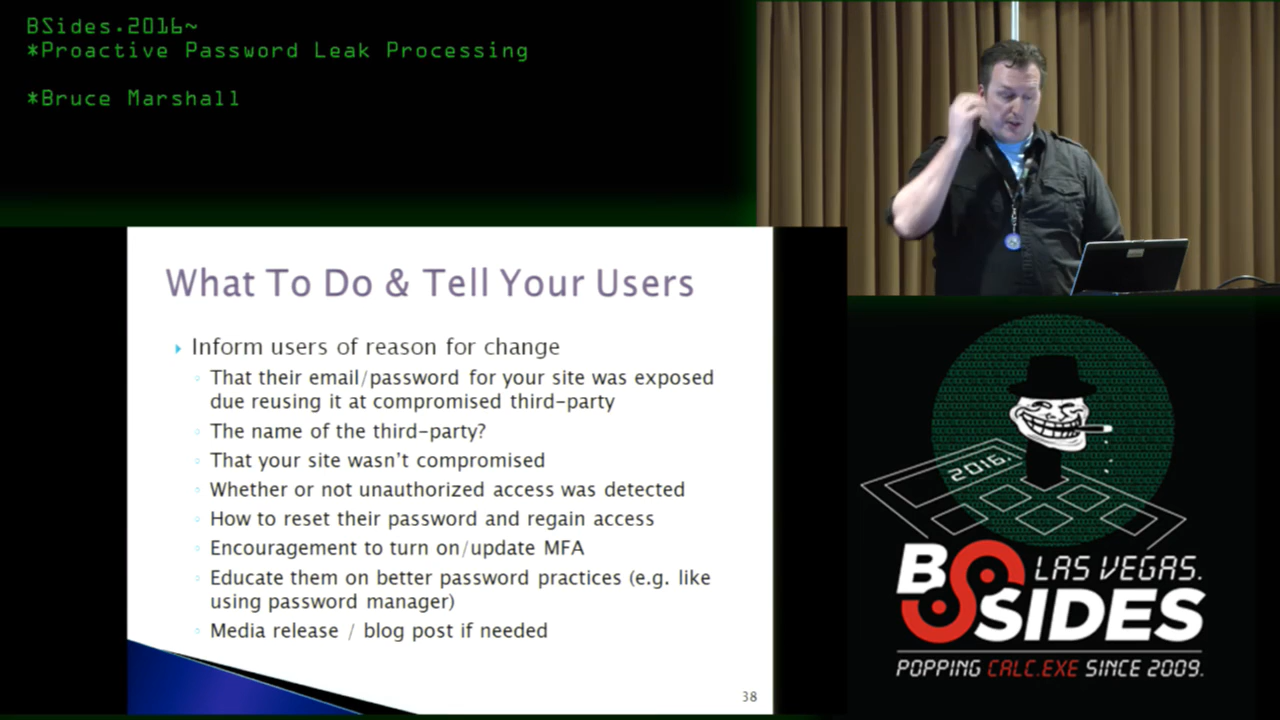 BSides.2016~
*Proactive Password Leak Processing
*Bruce Marshall
What To Do & Tell Your Users
Inform users of reason for change
That their email/password for your site was exposed
due reusing it at compromised third-party
The name of the third-party?
That your site wasn't compromised
Whether or not unauthorized access was detected
How to reset their password and regain access
Encouragement to turn on/update MFA
Educate them on better password practices (e.g. like
using password manager)
Media release / blog post if needed
38
2016.
LAS VEGAS.
BSIDES
POPPING CALC.EXE SINCE 2009.